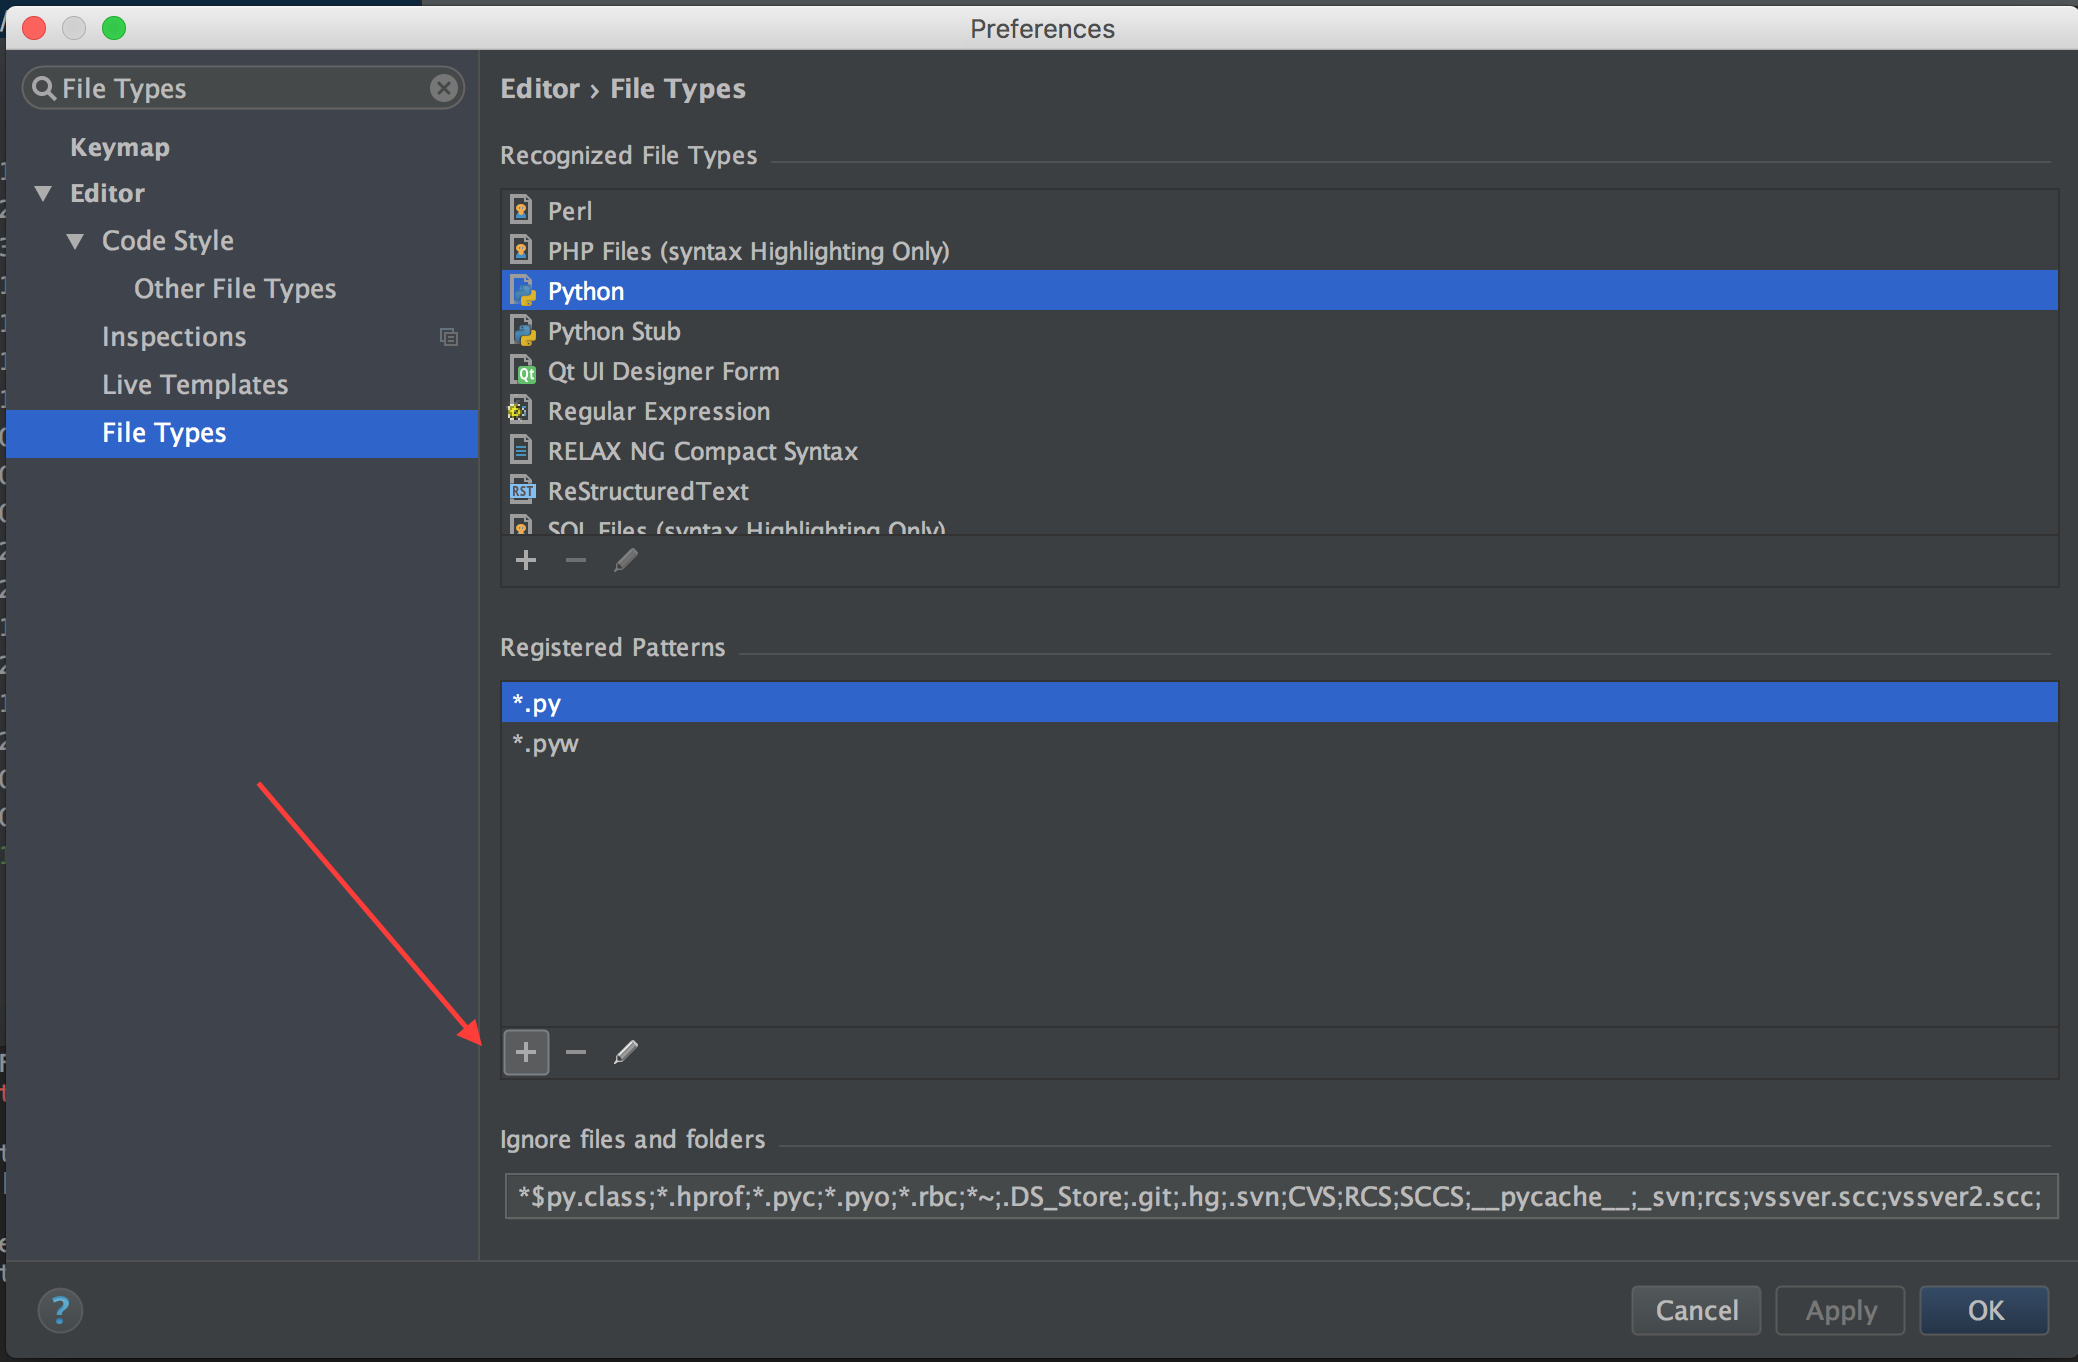 Preferences
File Types
Keymap
Editor
Code Style
Other File Types
Inspections
Live Templates
File Types
Editor › File Types
Recognized File Types
Perl
PHP Files (syntax Highlighting Only)
Python
Python Stub
Qt UI Designer Form
Regular Expression
RELAX NG Compact Syntax
RST ReStructuredText
SQL Files (syntax Highlighting Only)
Registered Patterns
*.py
*.pyw
Ignore files and folders
*$py.class;*.hprof;*.pyc;*.pyo;*.rbc;*~;.DS_Store;.git;.hg;.svn;CVS;RCS;SCCS;__pycache__;_svn;rcs;vssver.scc;vssver2.scc;
?
Cancel
Apply
OK